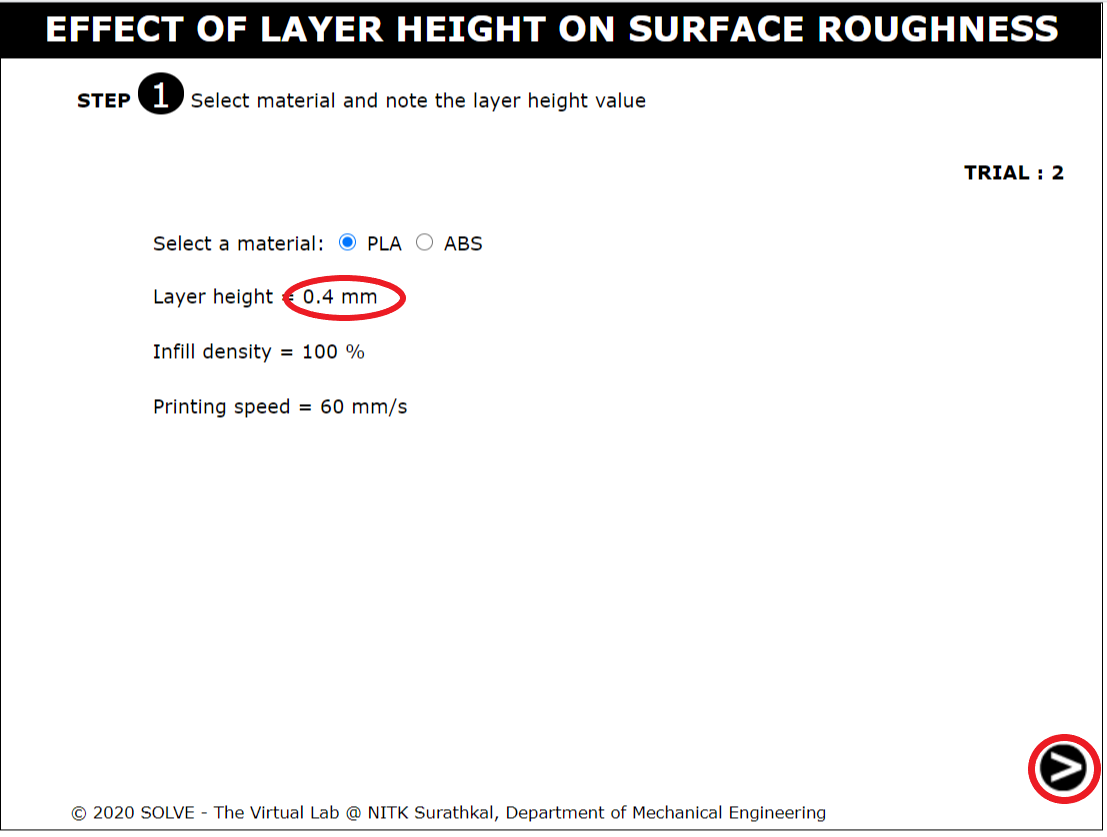 EFFECT OF LAYER HEIGHT ON SURFACE ROUGHNESS
STEP 1 Select material and note the layer height value
TRIAL : 2
Select a material: PLA ABS
Layer height = 0.4 mm
Infill density = 100 %
Printing speed = 60 mm/s
>
© 2020 SOLVE - The Virtual Lab @ NITK Surathkal, Department of Mechanical Engineering